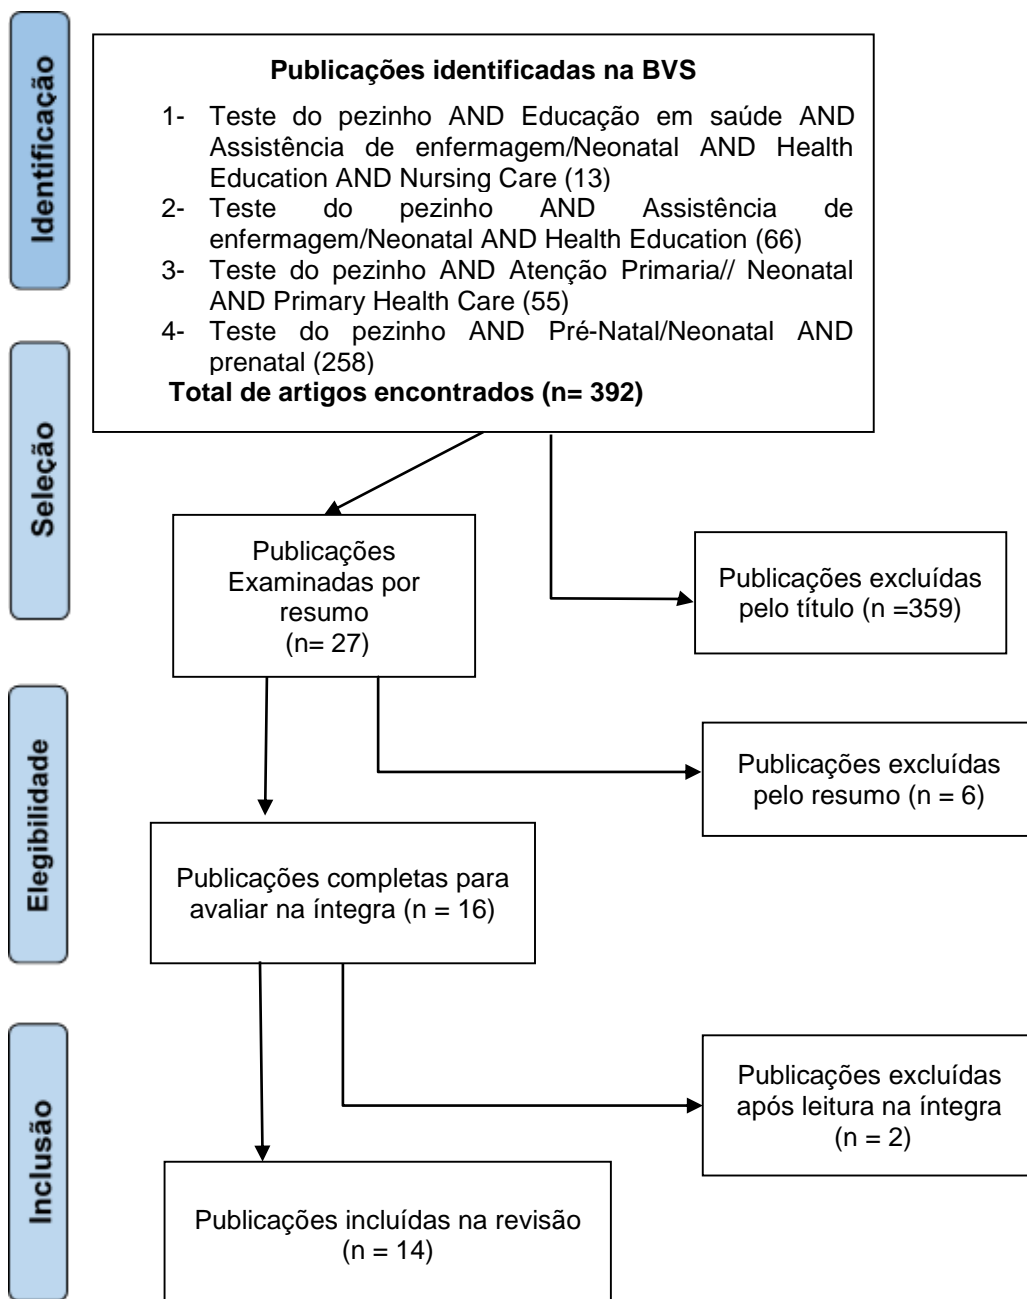 Identificação
Publicações identificadas na BVS
1- Teste do pezinho AND Educação em saúde AND
Assistência de enfermagem/Neonatal AND Health
Education AND Nursing Care (13)
2- Teste do pezinho AND Assistência de
enfermagem/Neonatal AND Health Education (66)
3- Teste do pezinho AND Atenção Primaria// Neonatal
AND Primary Health Care (55)
4- Teste do pezinho AND Pré-Natal/Neonatal AND
prenatal (258)
Total de artigos encontrados (n= 392)
Seleção
Publicações
Examinadas por
resumo
(n= 27)
Publicações excluídas
pelo título (n =359)
Elegibilidade
Publicações excluídas
pelo resumo (n = 6)
Publicações completas para
avaliar na íntegra (n = 16)
Inclusão
Publicações excluídas
após leitura na íntegra
(n = 2)
Publicações incluídas na revisão
(n = 14)